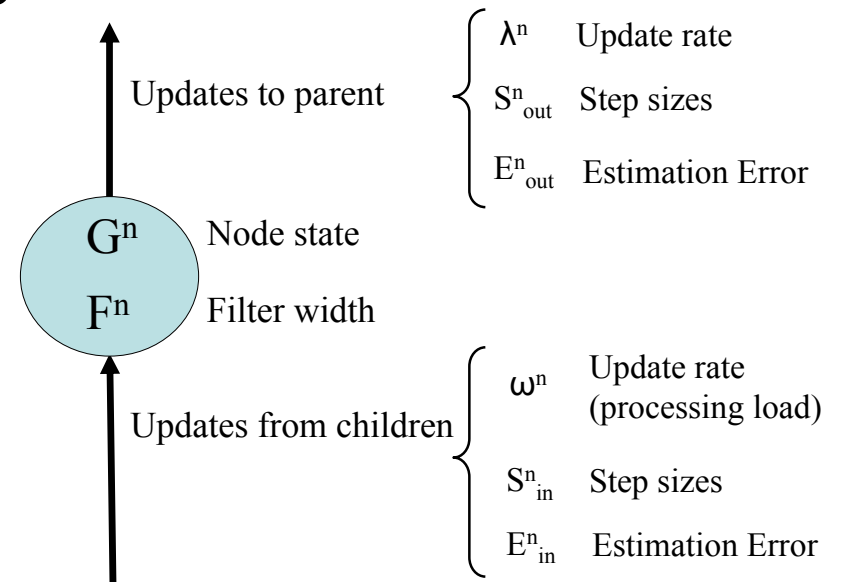 λⁿ Update rate
Updates to parent
Sⁿout Step sizes
Eⁿout Estimation Error
Gⁿ Node state
Fⁿ Filter width
ωⁿ Update rate
(processing load)
Updates from children
Sⁿin Step sizes
Eⁿin Estimation Error